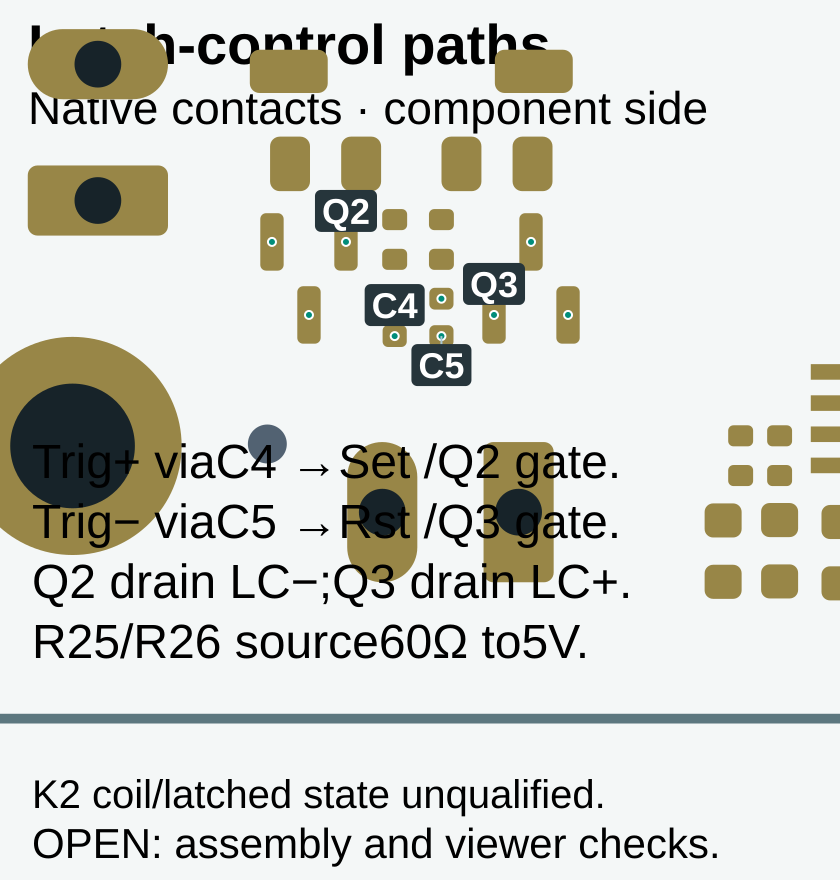 Latch-control paths
Native contacts · component side
Q2
Q3
C4
C5
Trig+ viaC4 →Set /Q2 gate.
Trig− viaC5 →Rst /Q3 gate.
Q2 drain LC−;Q3 drain LC+.
R25/R26 source60Ω to5V.
K2 coil/latched state unqualified.
OPEN: assembly and viewer checks.